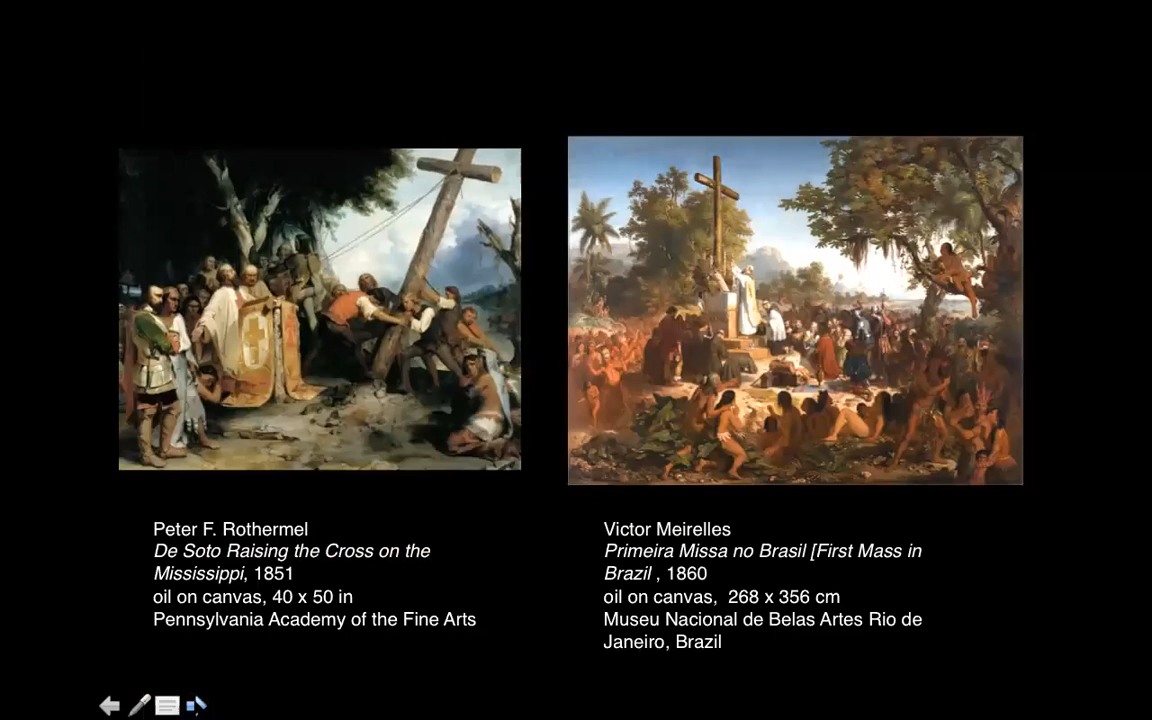 Peter F. Rothermel
De Soto Raising the Cross on the
Mississippi, 1851
oil on canvas, 40 x 50 in
Pennsylvania Academy of the Fine Arts
Victor Meirelles
Primeira Missa no Brasil [First Mass in
Brazil , 1860
oil on canvas,  268 x 356 cm
Museu Nacional de Belas Artes Rio de
Janeiro, Brazil